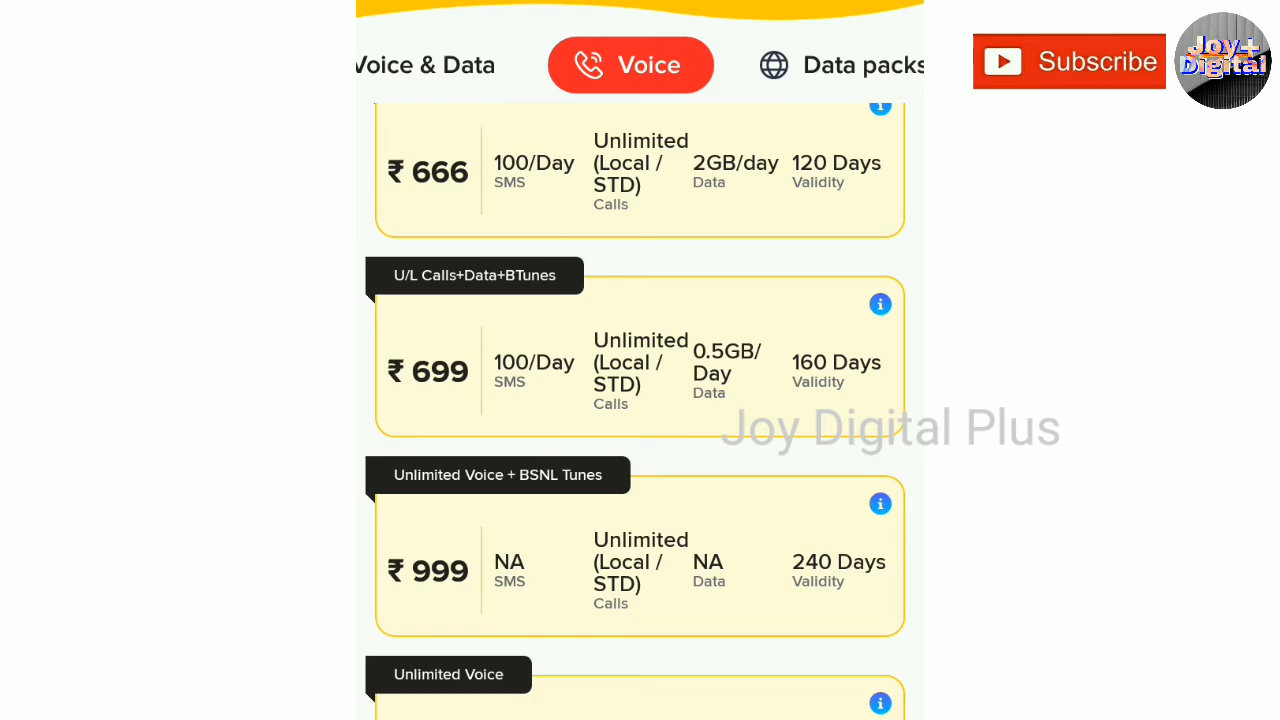 Voice & Data
Voice
Data packs
Subscribe
Joy+
Digital
₹ 666
100/Day
SMS
Unlimited
(Local /
STD)
Calls
2GB/day
Data
120 Days
Validity
U/L Calls+Data+BTunes
₹ 699
100/Day
SMS
Unlimited
(Local /
STD)
Calls
0.5GB/
Day
Data
160 Days
Validity
Joy Digital Plus
Unlimited Voice + BSNL Tunes
₹ 999
NA
SMS
Unlimited
(Local /
STD)
Calls
NA
Data
240 Days
Validity
Unlimited Voice